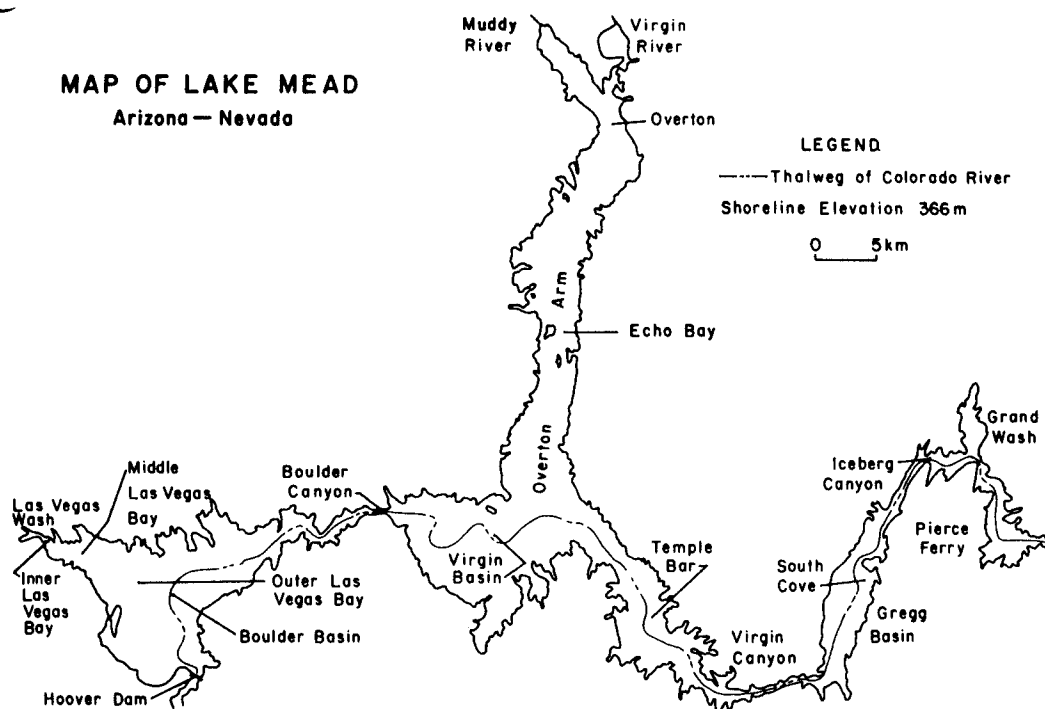 MAP OF LAKE MEAD
Arizona — Nevada
Muddy
River
Virgin
River
Overton
LEGEND
Thalweg of Colorado River
Shoreline Elevation 366m
0 5km
Arm
Echo Bay
Overton
Grand
Wash
Iceberg
Canyon
Pierce
Ferry
Middle
Las Vegas
Bay
Boulder
Canyon
Las Vegas
Wash
Inner
Las
Vegas
Bay
Outer Las
Vegas Bay
Boulder Basin
Hoover Dam
Virgin
Basin
Temple
Bar
South
Cove
Gregg
Basin
Virgin
Canyon